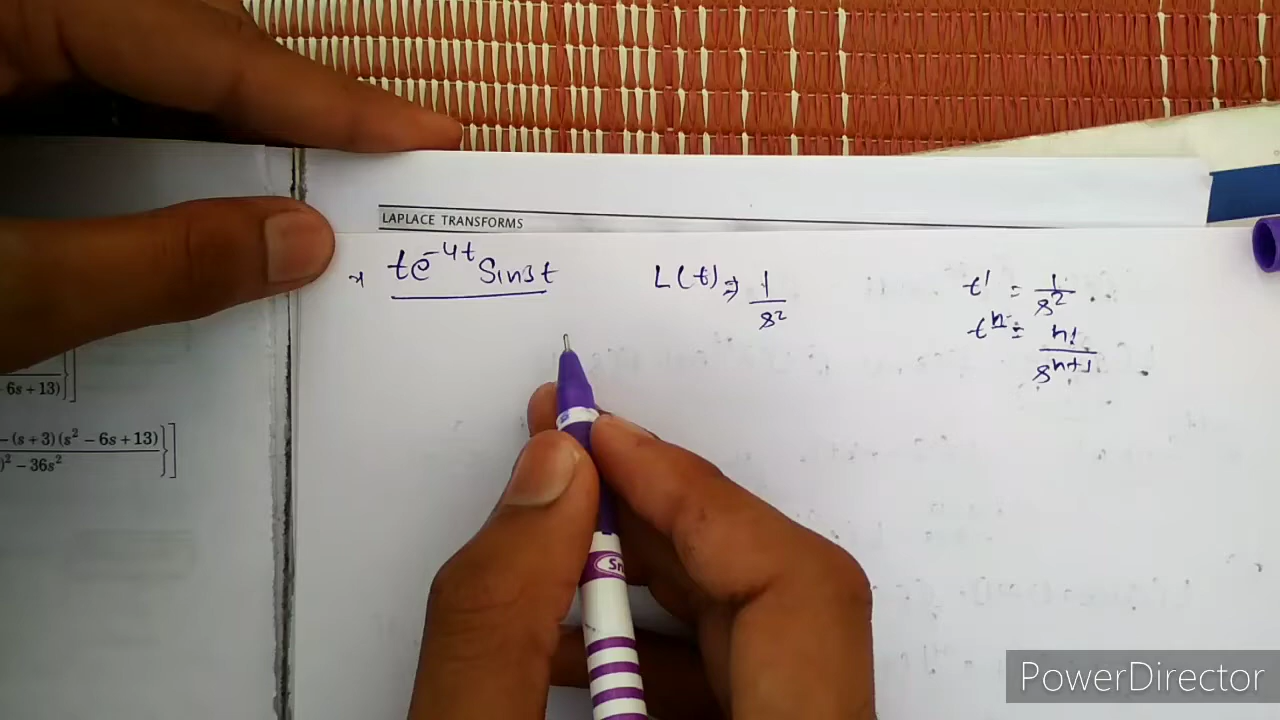 LAPLACE TRANSFORMS
te^{-4t} Sin3t
L(t) ⇒ 1/s²
t¹ = 1/s²
tⁿ = n!/s^{n+1}
6s + 13)}]
– (s + 3) (s² – 6s + 13)}]
)² – 36s²
Sn
PowerDirector